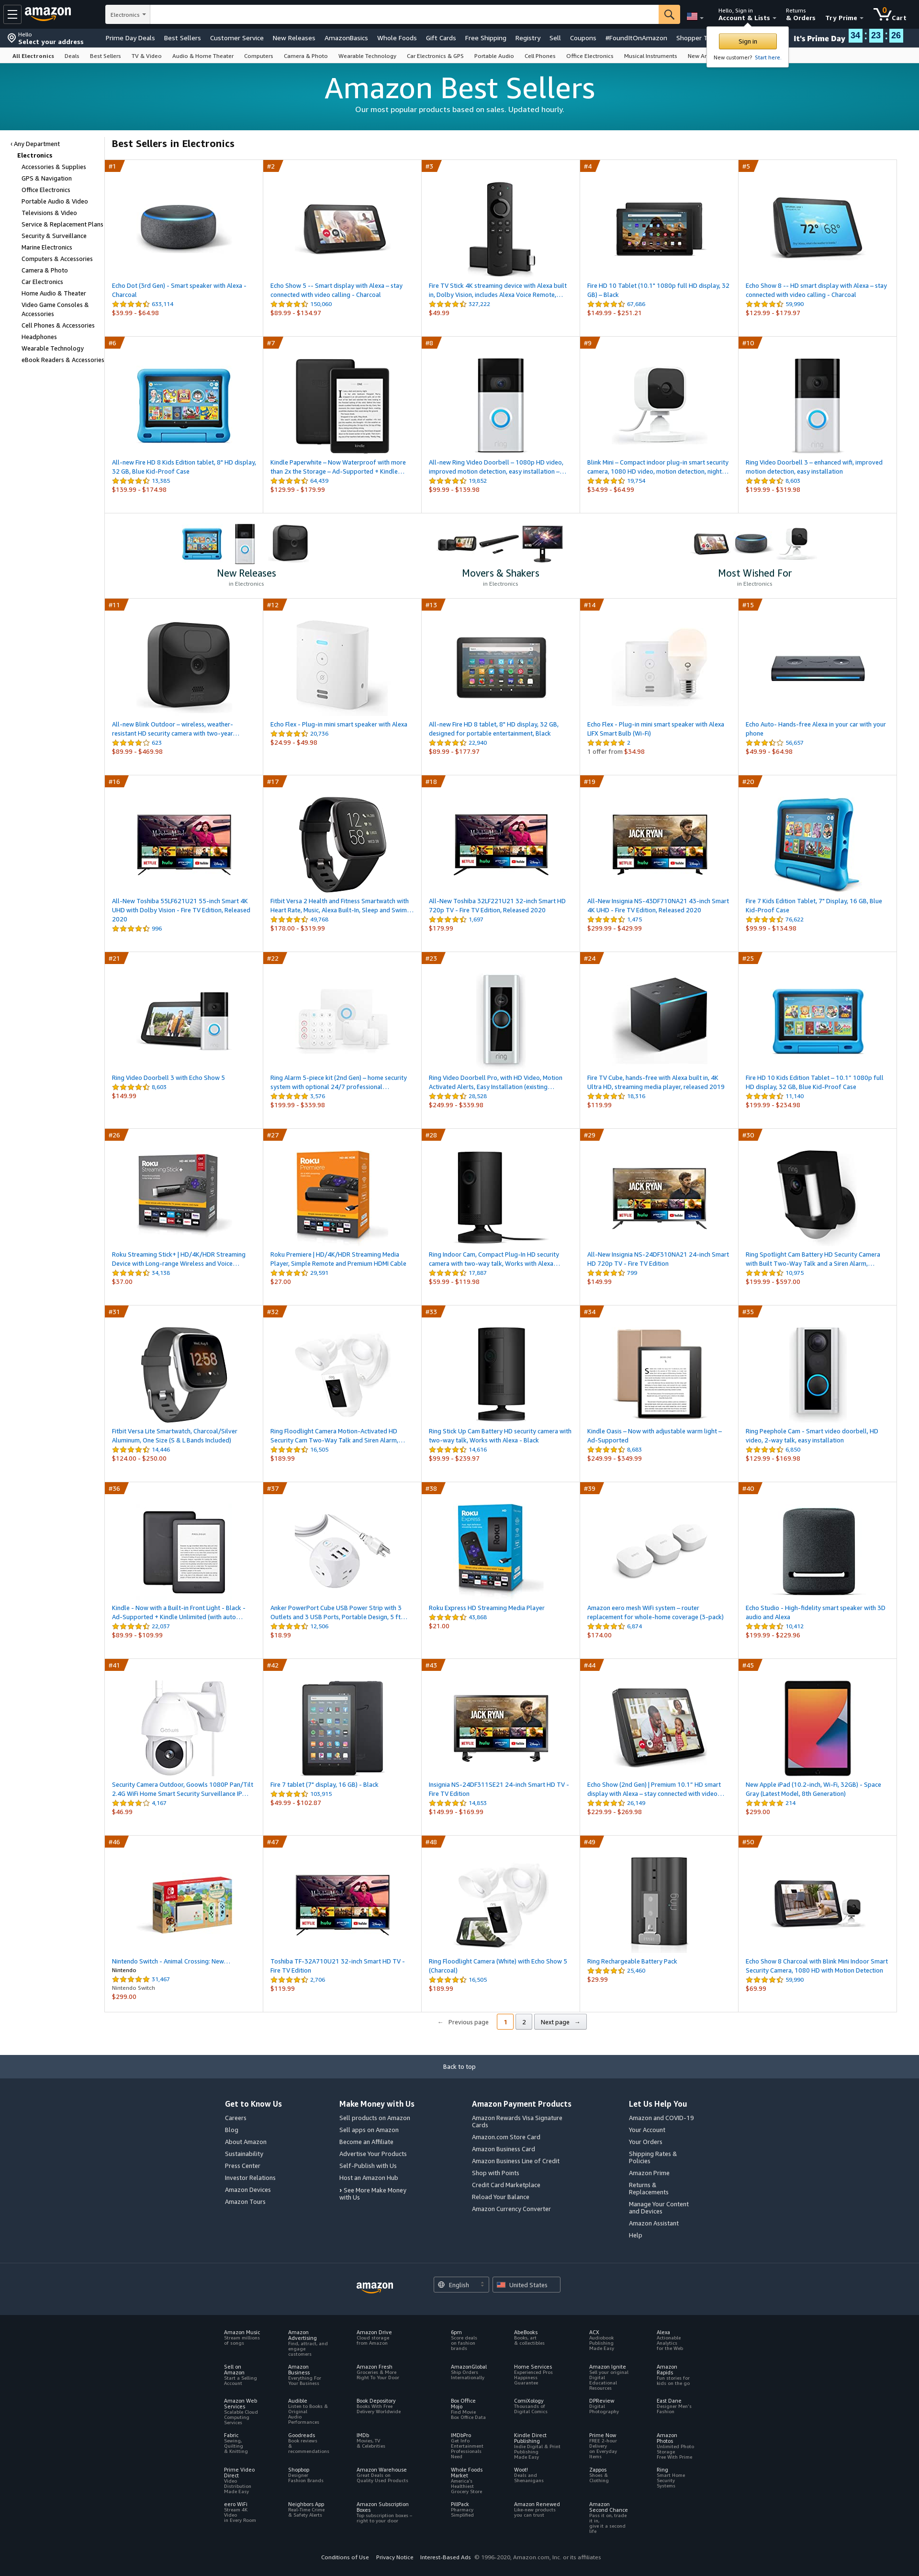 amazon
Electronics
Hello, Sign in
Account & Lists
Returns
& Orders
Try Prime
0
Cart
Hello
Select your address
Prime Day Deals
Best Sellers
Customer Service
New Releases
AmazonBasics
Whole Foods
Gift Cards
Free Shipping
Registry
Sell
Coupons
#FoundItOnAmazon
Shopper
It's Prime Day
34 : 23 : 26
Sign in
New customer? Start here.
All Electronics
Deals
Best Sellers
TV & Video
Audio & Home Theater
Computers
Camera & Photo
Wearable Technology
Car Electronics & GPS
Portable Audio
Cell Phones
Office Electronics
Musical Instruments
Amazon Best Sellers
Our most popular products based on sales. Updated hourly.
‹ Any Department
Electronics
Accessories & Supplies
GPS & Navigation
Office Electronics
Portable Audio & Video
Televisions & Video
Service & Replacement Plans
Security & Surveillance
Marine Electronics
Computers & Accessories
Camera & Photo
Car Electronics
Home Audio & Theater
Video Game Consoles &
Accessories
Cell Phones & Accessories
Headphones
Wearable Technology
eBook Readers & Accessories
Best Sellers in Electronics
#1
Echo Dot (3rd Gen) - Smart speaker with Alexa -
Charcoal
633,114
$39.99 - $64.98
#2
Echo Show 5 -- Smart display with Alexa – stay
connected with video calling - Charcoal
150,060
$89.99 - $134.97
#3
Fire TV Stick 4K streaming device with Alexa built
in, Dolby Vision, includes Alexa Voice Remote,…
327,222
$49.99
#4
Fire HD 10 Tablet (10.1" 1080p full HD display, 32
GB) – Black
67,686
$149.99 - $251.21
#5
Echo Show 8 -- HD smart display with Alexa – stay
connected with video calling - Charcoal
59,990
$129.99 - $179.97
#6
All-new Fire HD 8 Kids Edition tablet, 8" HD display,
32 GB, Blue Kid-Proof Case
13,385
$139.99 - $174.98
#7
Kindle Paperwhite – Now Waterproof with more
than 2x the Storage – Ad-Supported + Kindle…
64,439
$129.99 - $179.99
#8
All-new Ring Video Doorbell – 1080p HD video,
improved motion detection, easy installation –…
19,852
$99.99 - $139.98
#9
Blink Mini – Compact indoor plug-in smart security
camera, 1080 HD video, motion detection, night…
19,754
$34.99 - $64.99
#10
Ring Video Doorbell 3 – enhanced wifi, improved
motion detection, easy installation
8,603
$199.99 - $319.98
New Releases
in Electronics
Movers & Shakers
in Electronics
Most Wished For
in Electronics
#11
All-new Blink Outdoor – wireless, weather-
resistant HD security camera with two-year…
623
$89.99 - $469.98
#12
Echo Flex - Plug-in mini smart speaker with Alexa
20,736
$24.99 - $49.98
#13
All-new Fire HD 8 tablet, 8" HD display, 32 GB,
designed for portable entertainment, Black
22,940
$89.99 - $177.97
#14
Echo Flex - Plug-in mini smart speaker with Alexa
LIFX Smart Bulb (Wi-Fi)
2
1 offer from $34.98
#15
Echo Auto- Hands-free Alexa in your car with your
phone
56,657
$49.99 - $64.98
#16
All-New Toshiba 55LF621U21 55-inch Smart 4K
UHD with Dolby Vision - Fire TV Edition, Released
2020
996
#17
Fitbit Versa 2 Health and Fitness Smartwatch with
Heart Rate, Music, Alexa Built-In, Sleep and Swim…
49,768
$178.00 - $319.99
#18
All-New Toshiba 32LF221U21 32-inch Smart HD
720p TV - Fire TV Edition, Released 2020
1,697
$179.99
#19
All-New Insignia NS-43DF710NA21 43-inch Smart
4K UHD - Fire TV Edition, Released 2020
1,475
$299.99 - $429.99
#20
Fire 7 Kids Edition Tablet, 7" Display, 16 GB, Blue
Kid-Proof Case
76,622
$99.99 - $134.98
#21
Ring Video Doorbell 3 with Echo Show 5
8,603
$149.99
#22
Ring Alarm 5-piece kit (2nd Gen) – home security
system with optional 24/7 professional…
3,576
$199.99 - $339.98
#23
Ring Video Doorbell Pro, with HD Video, Motion
Activated Alerts, Easy Installation (existing…
28,528
$249.99 - $339.98
#24
Fire TV Cube, hands-free with Alexa built in, 4K
Ultra HD, streaming media player, released 2019
18,316
$119.99
#25
Fire HD 10 Kids Edition Tablet – 10.1" 1080p full
HD display, 32 GB, Blue Kid-Proof Case
11,140
$199.99 - $234.98
#26
Roku Streaming Stick+ | HD/4K/HDR Streaming
Device with Long-range Wireless and Voice…
34,138
$37.00
#27
Roku Premiere | HD/4K/HDR Streaming Media
Player, Simple Remote and Premium HDMI Cable
29,591
$27.00
#28
Ring Indoor Cam, Compact Plug-In HD security
camera with two-way talk, Works with Alexa…
17,887
$59.99 - $119.98
#29
All-New Insignia NS-24DF310NA21 24-inch Smart
HD 720p TV - Fire TV Edition
799
$149.99
#30
Ring Spotlight Cam Battery HD Security Camera
with Built Two-Way Talk and a Siren Alarm,…
10,975
$199.99 - $597.00
#31
Fitbit Versa Lite Smartwatch, Charcoal/Silver
Aluminum, One Size (S & L Bands Included)
14,446
$124.00 - $250.00
#32
Ring Floodlight Camera Motion-Activated HD
Security Cam Two-Way Talk and Siren Alarm,…
16,505
$189.99
#33
Ring Stick Up Cam Battery HD security camera with
two-way talk, Works with Alexa - Black
14,616
$99.99 - $239.97
#34
Kindle Oasis – Now with adjustable warm light –
Ad-Supported
8,683
$249.99 - $349.99
#35
Ring Peephole Cam - Smart video doorbell, HD
video, 2-way talk, easy installation
6,850
$129.99 - $169.98
#36
Kindle - Now with a Built-in Front Light - Black -
Ad-Supported + Kindle Unlimited (with auto…
22,037
$89.99 - $109.99
#37
Anker PowerPort Cube USB Power Strip with 3
Outlets and 3 USB Ports, Portable Design, 5 ft…
12,506
$18.99
#38
Roku Express HD Streaming Media Player
43,668
$21.00
#39
Amazon eero mesh WiFi system – router
replacement for whole-home coverage (3-pack)
6,874
$174.00
#40
Echo Studio - High-fidelity smart speaker with 3D
audio and Alexa
10,412
$199.99 - $229.96
#41
Security Camera Outdoor, Goowls 1080P Pan/Tilt
2.4G WiFi Home Smart Security Surveillance IP…
4,167
$46.99
#42
Fire 7 tablet (7" display, 16 GB) - Black
103,915
$49.99 - $102.87
#43
Insignia NS-24DF311SE21 24-inch Smart HD TV -
Fire TV Edition
14,853
$149.99 - $169.99
#44
Echo Show (2nd Gen) | Premium 10.1" HD smart
display with Alexa – stay connected with video…
26,149
$229.99 - $269.98
#45
New Apple iPad (10.2-inch, Wi-Fi, 32GB) - Space
Gray (Latest Model, 8th Generation)
214
$299.00
#46
Nintendo Switch - Animal Crossing: New…
Nintendo
31,467
Nintendo Switch
$299.00
#47
Toshiba TF-32A710U21 32-inch Smart HD TV -
Fire TV Edition
2,706
$119.99
#48
Ring Floodlight Camera (White) with Echo Show 5
(Charcoal)
16,505
$189.99
#49
Ring Rechargeable Battery Pack
25,460
$29.99
#50
Echo Show 8 Charcoal with Blink Mini Indoor Smart
Security Camera, 1080 HD with Motion Detection
59,990
$69.99
← Previous page
1
2
Next page →
Back to top
Get to Know Us
Careers
Blog
About Amazon
Sustainability
Press Center
Investor Relations
Amazon Devices
Amazon Tours
Make Money with Us
Sell products on Amazon
Sell apps on Amazon
Become an Affiliate
Advertise Your Products
Self-Publish with Us
Host an Amazon Hub
› See More Make Money
with Us
Amazon Payment Products
Amazon Rewards Visa Signature
Cards
Amazon.com Store Card
Amazon Business Card
Amazon Business Line of Credit
Shop with Points
Credit Card Marketplace
Reload Your Balance
Amazon Currency Converter
Let Us Help You
Amazon and COVID-19
Your Account
Your Orders
Shipping Rates &
Policies
Amazon Prime
Returns &
Replacements
Manage Your Content
and Devices
Amazon Assistant
Help
amazon
English
United States
Amazon Music
Stream millions
of songs
Amazon
Advertising
Find, attract, and
engage
customers
Amazon Drive
Cloud storage
from Amazon
6pm
Score deals
on fashion
brands
AbeBooks
Books, art
& collectibles
ACX
Audiobook
Publishing
Made Easy
Alexa
Actionable
Analytics
for the Web
Sell on
Amazon
Start a Selling
Account
Amazon
Business
Everything For
Your Business
Amazon Fresh
Groceries & More
Right To Your Door
AmazonGlobal
Ship Orders
Internationally
Home Services
Experienced Pros
Happiness
Guarantee
Amazon Ignite
Sell your original
Digital
Educational
Resources
Amazon
Rapids
Fun stories for
kids on the go
Amazon Web
Services
Scalable Cloud
Computing
Services
Audible
Listen to Books &
Original
Audio
Performances
Book Depository
Books With Free
Delivery Worldwide
Box Office
Mojo
Find Movie
Box Office Data
ComiXology
Thousands of
Digital Comics
DPReview
Digital
Photography
East Dane
Designer Men's
Fashion
Fabric
Sewing,
Quilting
& Knitting
Goodreads
Book reviews
&
recommendations
IMDb
Movies, TV
& Celebrities
IMDbPro
Get Info
Entertainment
Professionals
Need
Kindle Direct
Publishing
Indie Digital & Print
Publishing
Made Easy
Prime Now
FREE 2-hour
Delivery
on Everyday
Items
Amazon
Photos
Unlimited Photo
Storage
Free With Prime
Prime Video
Direct
Video
Distribution
Made Easy
Shopbop
Designer
Fashion Brands
Amazon Warehouse
Great Deals on
Quality Used Products
Whole Foods
Market
America's
Healthiest
Grocery Store
Woot!
Deals and
Shenanigans
Zappos
Shoes &
Clothing
Ring
Smart Home
Security
Systems
eero WiFi
Stream 4K
Video
in Every Room
Neighbors App
Real-Time Crime
& Safety Alerts
Amazon Subscription
Boxes
Top subscription boxes –
right to your door
PillPack
Pharmacy
Simplified
Amazon Renewed
Like-new products
you can trust
Amazon
Second Chance
Pass it on, trade
it in,
give it a second
life
Conditions of Use
Privacy Notice
Interest-Based Ads
© 1996-2020, Amazon.com, Inc. or its affiliates